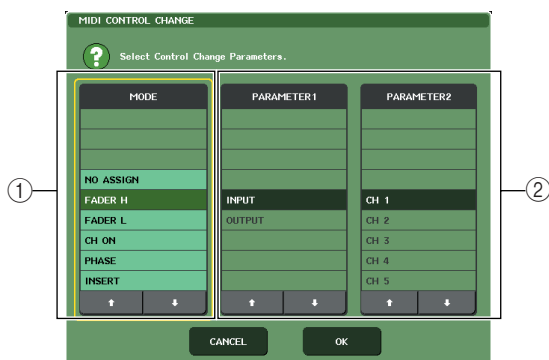 MIDI CONTROL CHANGE
?
Select Control Change Parameters.
MODE
NO ASSIGN
FADER H
FADER L
CH ON
PHASE
INSERT
PARAMETER1
INPUT
OUTPUT
PARAMETER2
CH 1
CH 2
CH 3
CH 4
CH 5
1
2
CANCEL
OK